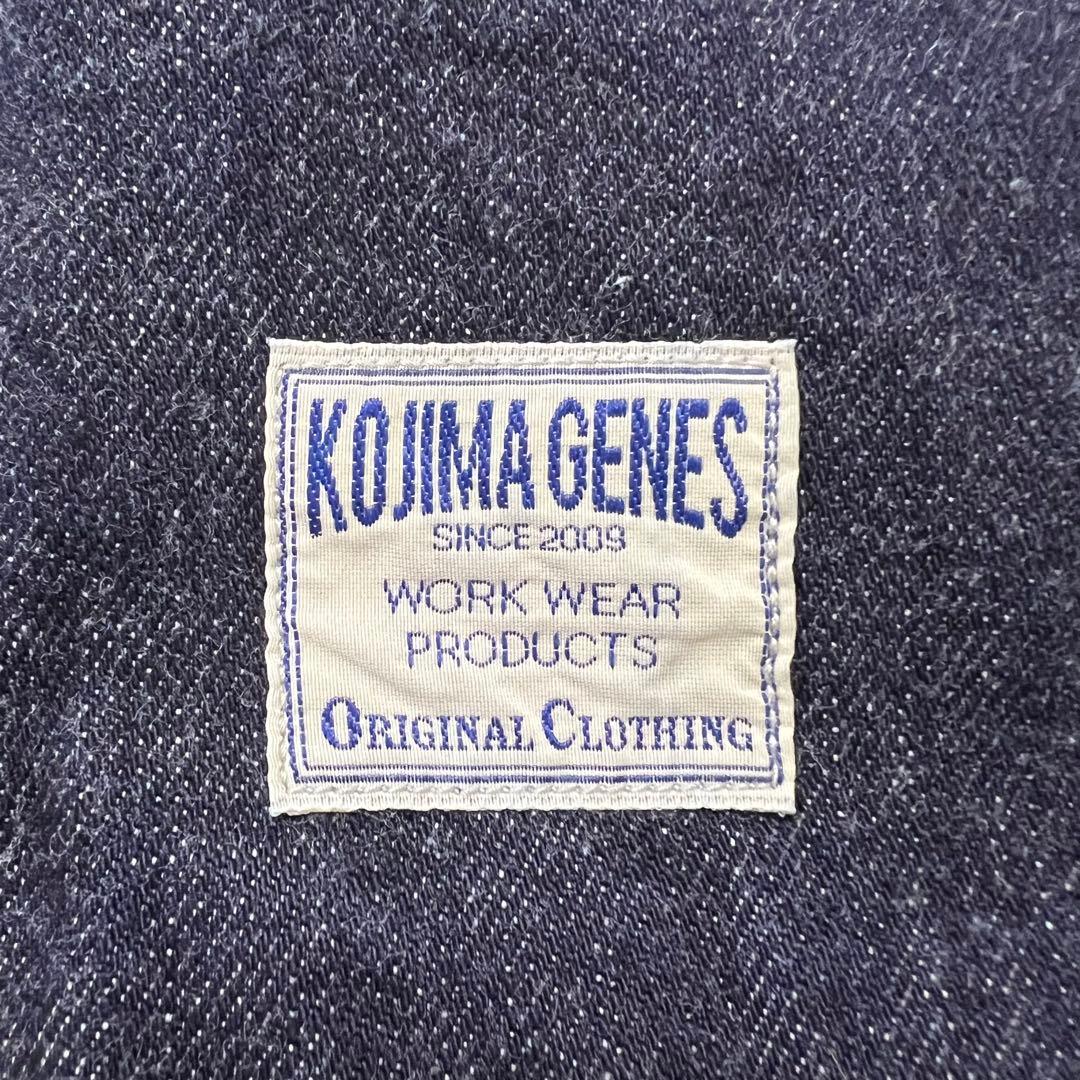 KOJIMA GENES
SINCE 2009
WORK WEAR
PRODUCTS
ORIGINAL CLOTHING